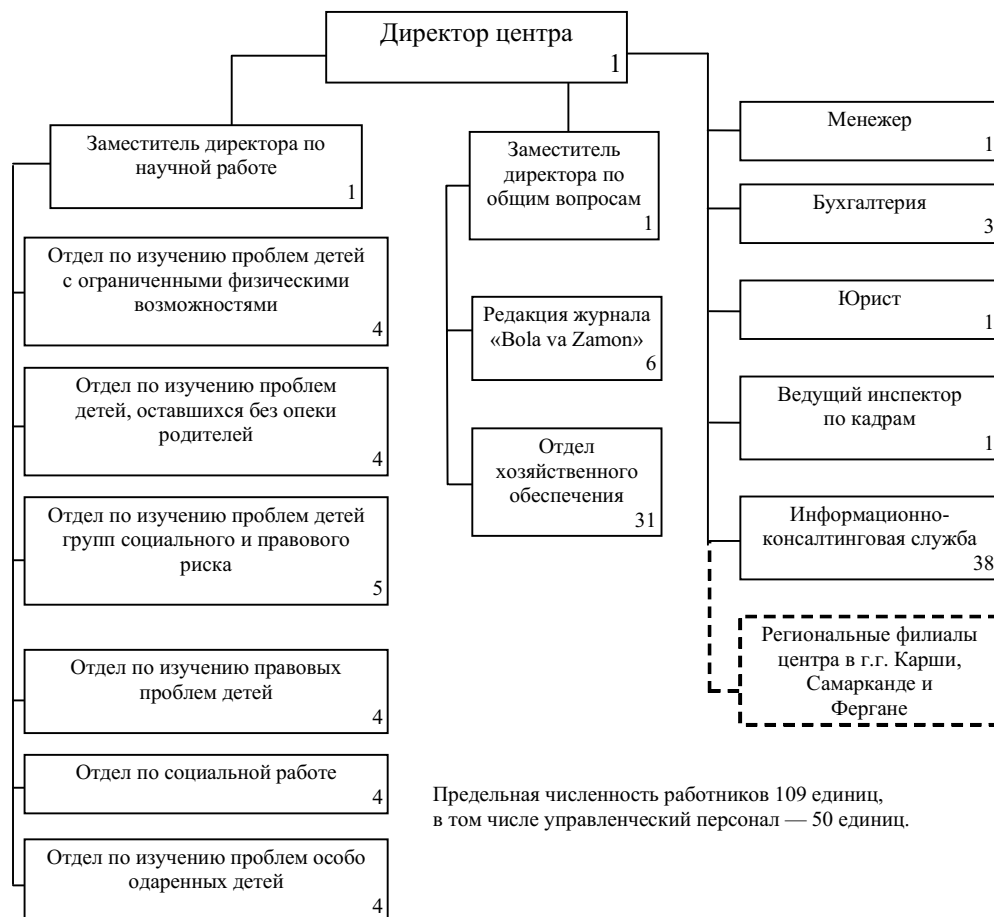 Директор центра
1
Заместитель директора по
научной работе
1
Отдел по изучению проблем детей
с ограниченными физическими
возможностями
4
Отдел по изучению проблем
детей, оставшихся без опеки
родителей
4
Отдел по изучению проблем детей
групп социального и правового
риска
5
Отдел по изучению правовых
проблем детей
4
Отдел по социальной работе
4
Отдел по изучению проблем особо
одаренных детей
4
Заместитель
директора по
общим вопросам
1
Редакция журнала
«Bola va Zamon»
6
Отдел
хозяйственного
обеспечения
31
Менежер
1
Бухгалтерия
3
Юрист
1
Ведущий инспектор
по кадрам
1
Информационно-
консалтинговая служба
38
Региональные филиалы
центра в г.г. Карши,
Самарканде и
Фергане
Предельная численность работников 109 единиц,
в том числе управленческий персонал — 50 единиц.